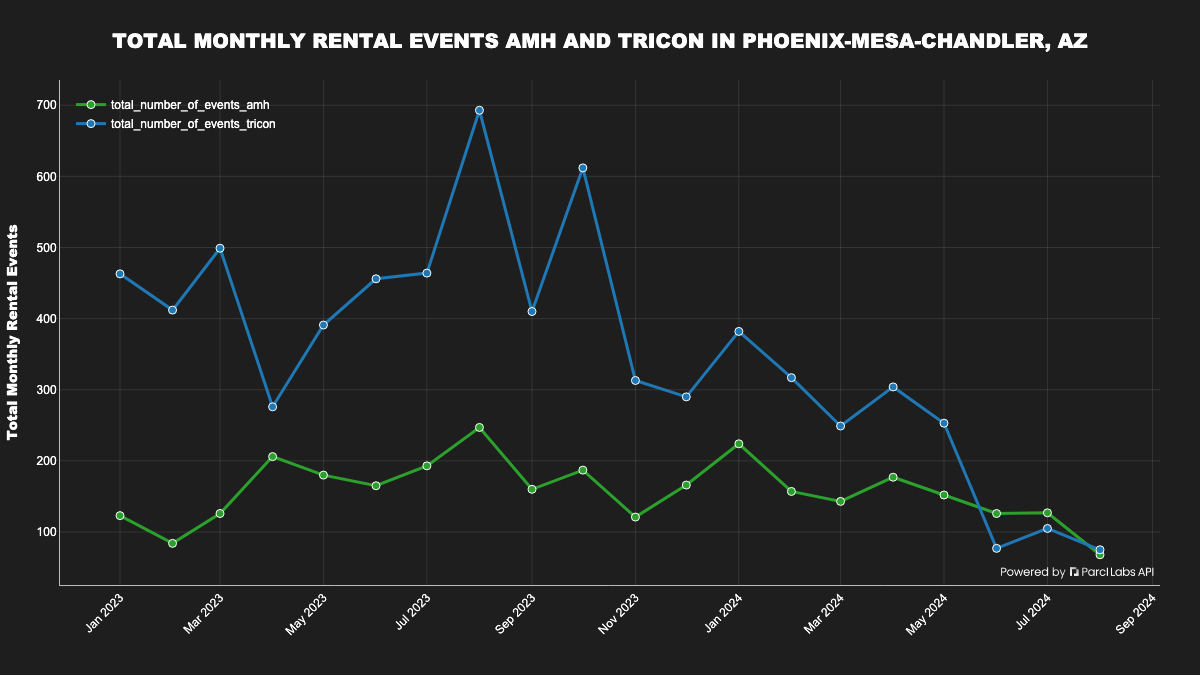 TOTAL MONTHLY RENTAL EVENTS AMH AND TRICON IN PHOENIX-MESA-CHANDLER, AZ
total_number_of_events_amh
total_number_of_events_tricon
Total Monthly Rental Events
700
600
500
400
300
200
100
Powered by Parcl Labs API
Jan 2023
Mar 2023
May 2023
Jul 2023
Sep 2023
Nov 2023
Jan 2024
Mar 2024
May 2024
Jul 2024
Sep 2024